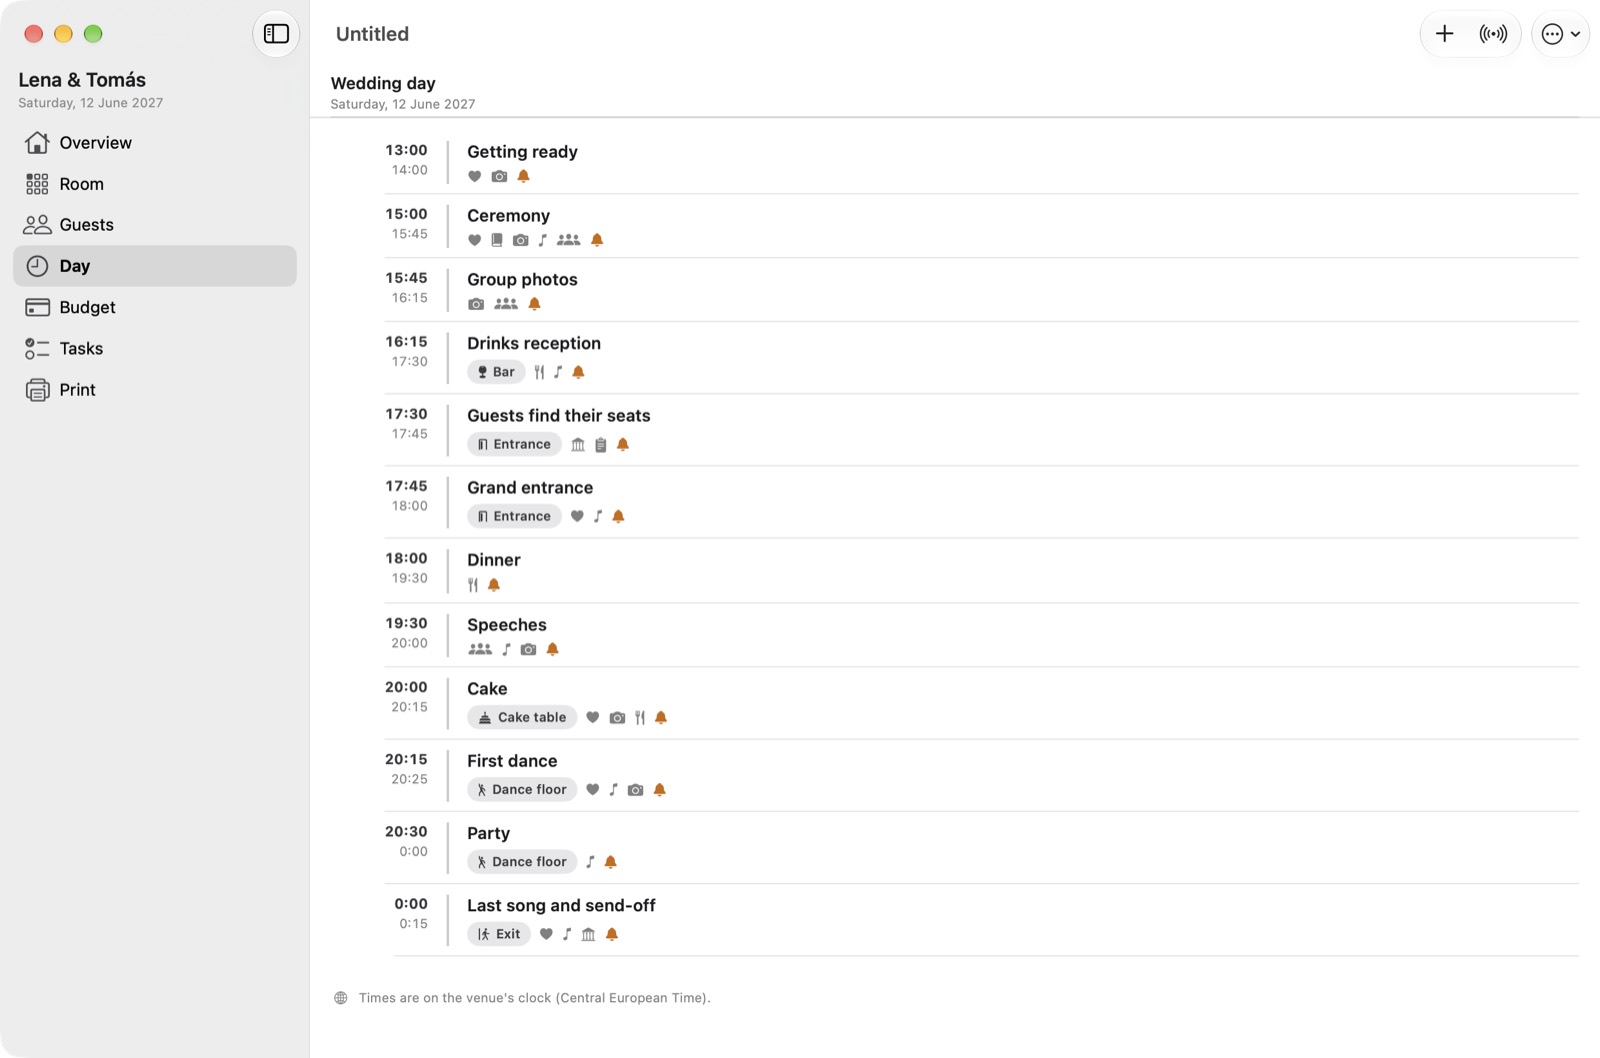 Untitled
Lena & Tomás
Saturday, 12 June 2027
Overview
Room
Guests
Day
Budget
Tasks
Print
Wedding day
Saturday, 12 June 2027
13:00 Getting ready
14:00
15:00 Ceremony
15:45
15:45 Group photos
16:15
16:15 Drinks reception
17:30 Bar
17:30 Guests find their seats
17:45 Entrance
17:45 Grand entrance
18:00 Entrance
18:00 Dinner
19:30
19:30 Speeches
20:00
20:00 Cake
20:15 Cake table
20:15 First dance
20:25 Dance floor
20:30 Party
0:00 Dance floor
0:00 Last song and send-off
0:15 Exit
Times are on the venue's clock (Central European Time).